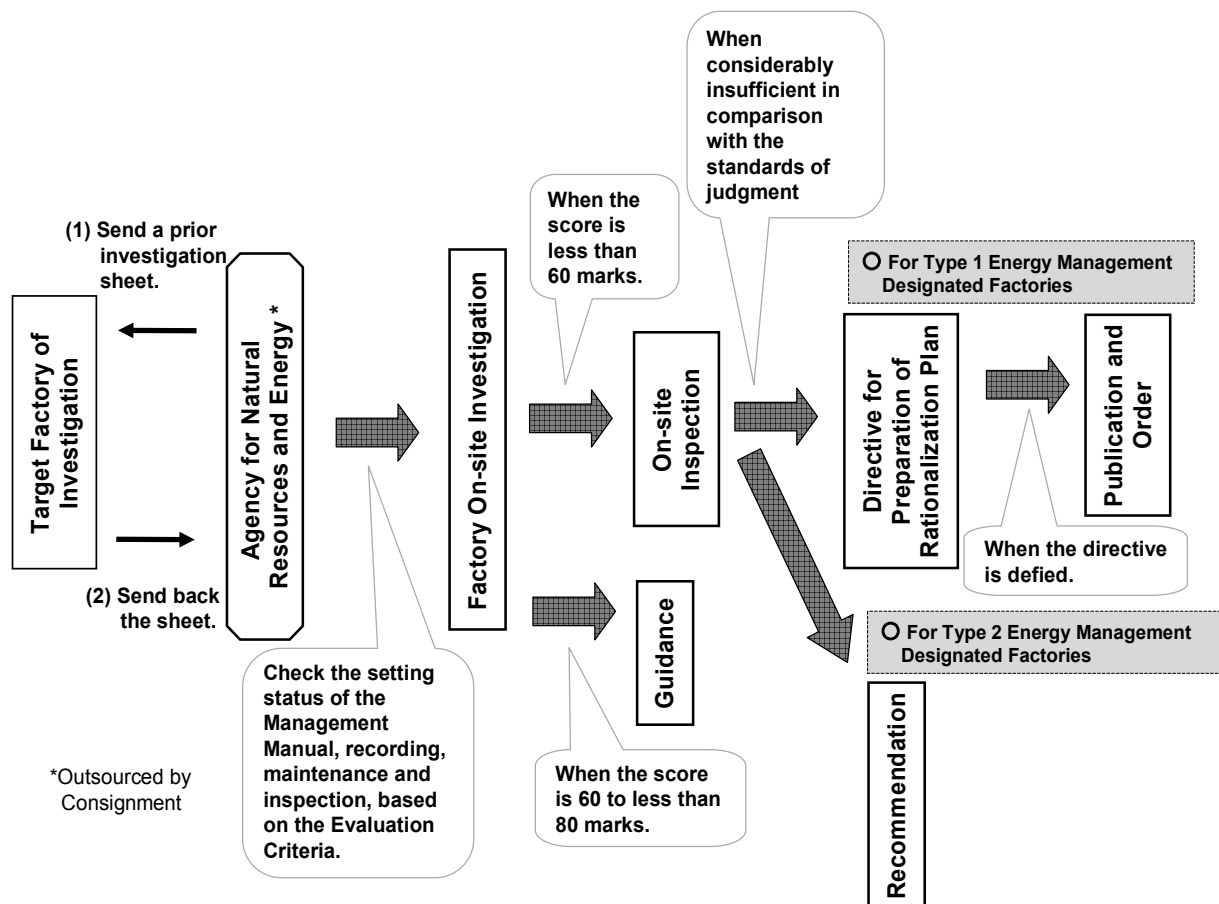 When
considerably
insufficient in
comparison
with the
standards of
judgment
When the
score is
less than
60 marks.
(1) Send a prior
investigation
sheet.
Target Factory of
Investigation
(2) Send back
the sheet.
Agency for Natural
Resources and Energy *
Factory On-site Investigation
On-site
Inspection
Guidance
○ For Type 1 Energy Management
Designated Factories
Directive for
Preparation of
Rationalization Plan
Publication and
Order
When the directive
is defied.
○ For Type 2 Energy Management
Designated Factories
Recommendation
Check the setting
status of the
Management
Manual, recording,
maintenance and
inspection, based
on the Evaluation
Criteria.
When the score
is 60 to less than
80 marks.
*Outsourced by
Consignment